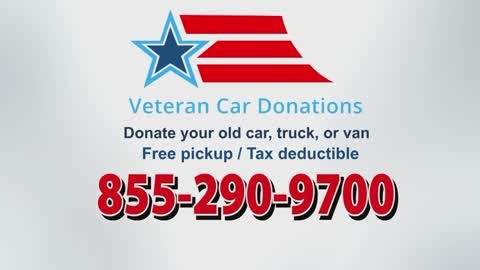 Veteran Car Donations
Donate your old car, truck, or van
Free pickup / Tax deductible
855-290-9700